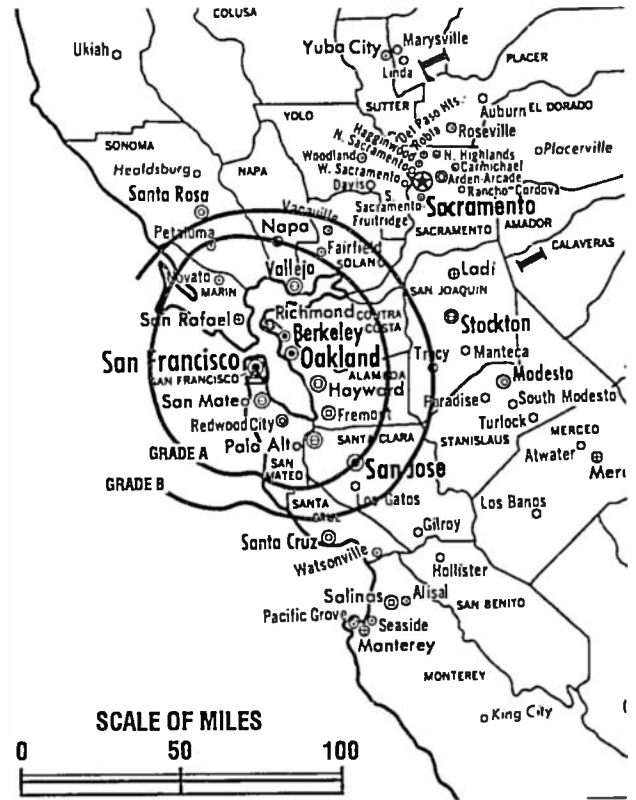 COLUSA
Ukiah
Yuba City
Marysville
Linda
PLACER
SUTTER
Auburn
EL DORADO
YOLO
Del Paso Hts.
Robla
Hagginwood
N. Sacramento
W. Sacramento
Roseville
Placerville
SONOMA
Woodland
N. Highlands
Carmichael
Arden-Arcade
Rancho-Cordova
NAPA
Healdsburg
Davis
Santa Rosa
S. Sacramento
Fruitridge
Sacramento
Vacaville
Petaluma
Napa
SACRAMENTO
AMADOR
Fairfield
SOLANO
CALAVERAS
Vallejo
Novato
MARIN
Lodi
SAN JOAQUIN
San Rafael
Richmond
CONTRA COSTA
Berkeley
Stockton
San Francisco
Oakland
Tracy
Manteca
SAN FRANCISCO
ALAMEDA
Hayward
Modesto
San Mateo
Paradise
South Modesto
Fremont
Turlock
Redwood City
MERCED
GRADE A
Palo Alto
SANTA CLARA
STANISLAUS
Atwater
SAN MATEO
San Jose
GRADE B
Los Gatos
Los Banos
SANTA CRUZ
Gilroy
Santa Cruz
Watsonville
Hollister
Salinas
Alisal
SAN BENITO
Pacific Grove
Seaside
Monterey
MONTEREY
King City
SCALE OF MILES
0 50 100